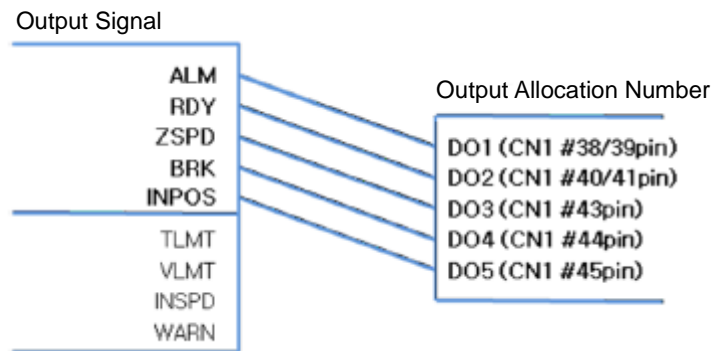 Output Signal
ALM
RDY
ZSPD
BRK
INPOS
TLMT
VLMT
INSPD
WARN
Output Allocation Number
DO1 (CN1 #38/39pin)
DO2 (CN1 #40/41pin)
DO3 (CN1 #43pin)
DO4 (CN1 #44pin)
DO5 (CN1 #45pin)